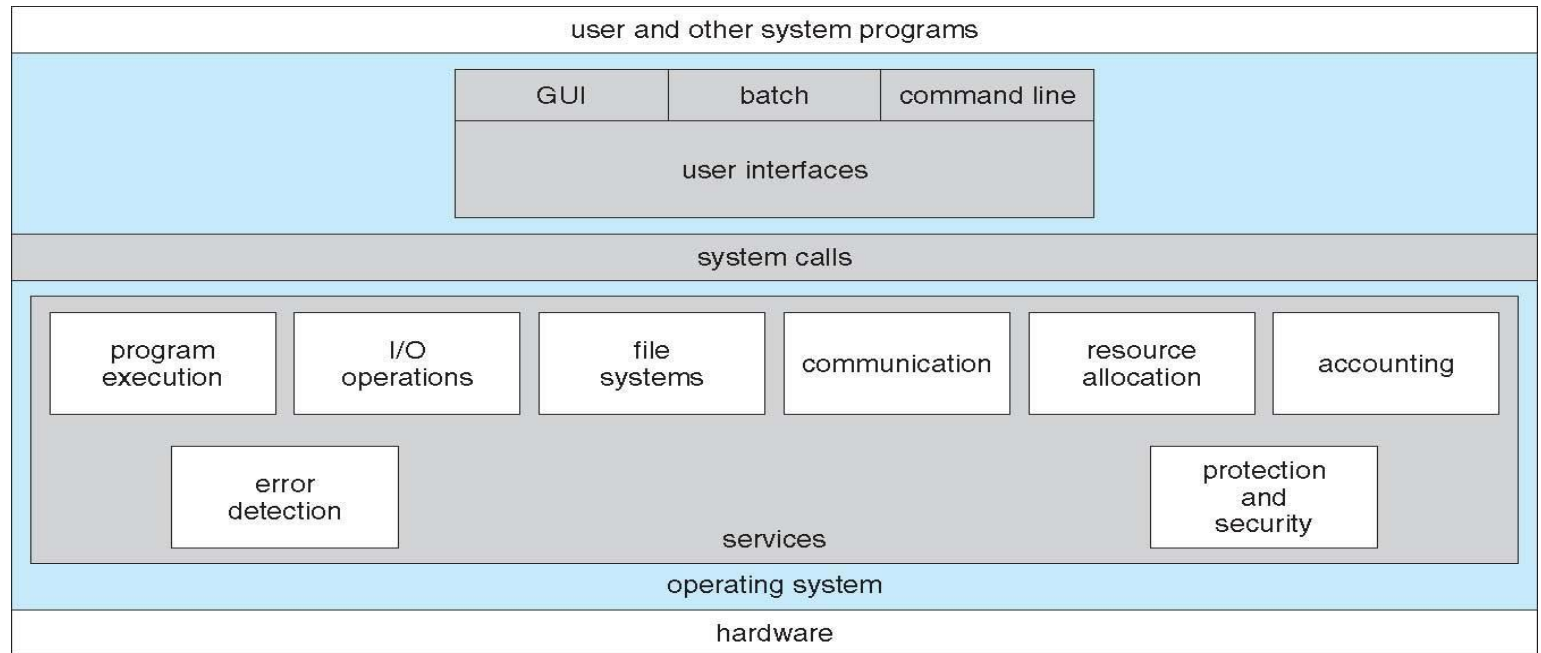 user and other system programs
GUI
batch
command line
user interfaces
system calls
program
execution
I/O
operations
file
systems
communication
resource
allocation
accounting
error
detection
protection
and
security
services
operating system
hardware